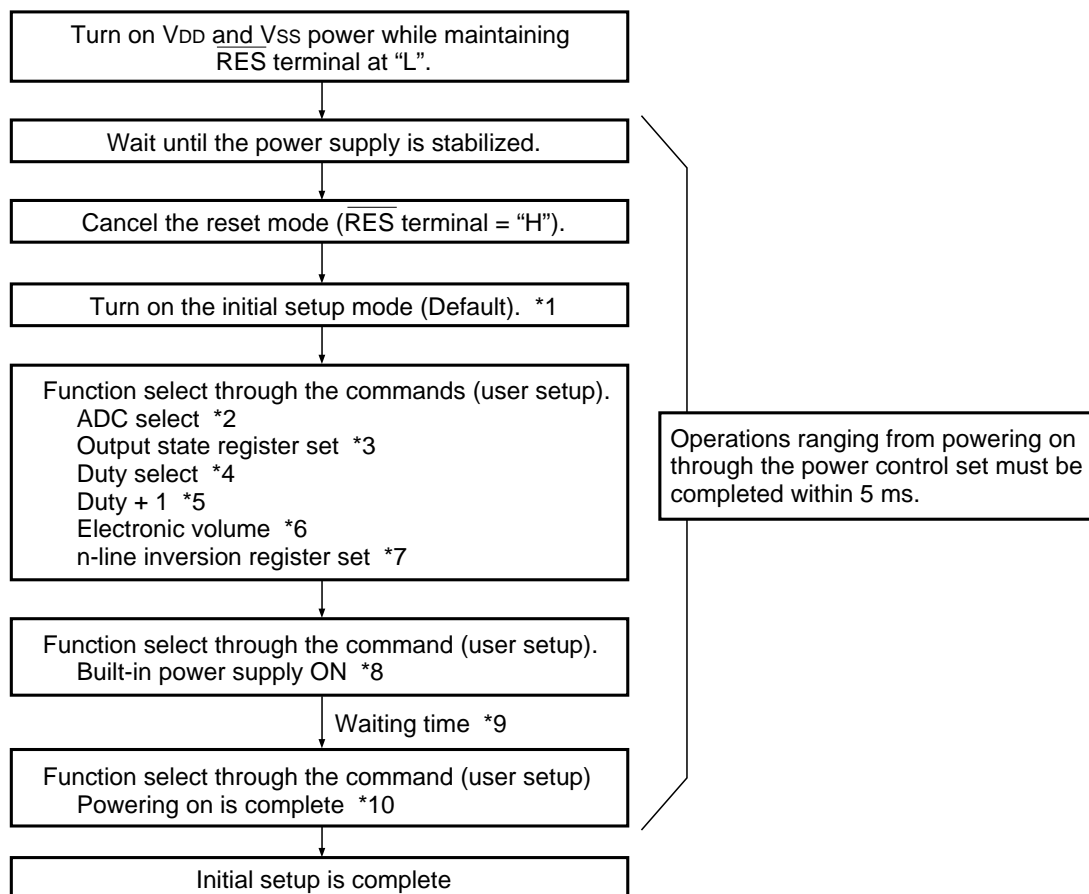 Turn on VDD and VSS power while maintaining
RES terminal at “L”.
Wait until the power supply is stabilized.
Cancel the reset mode (RES terminal = “H”).
Turn on the initial setup mode (Default). *1
Function select through the commands (user setup).
ADC select *2
Output state register set *3
Duty select *4
Duty + 1 *5
Electronic volume *6
n-line inversion register set *7
Operations ranging from powering on
through the power control set must be
completed within 5 ms.
Function select through the command (user setup).
Built-in power supply ON *8
Waiting time *9
Function select through the command (user setup)
Powering on is complete *10
Initial setup is complete